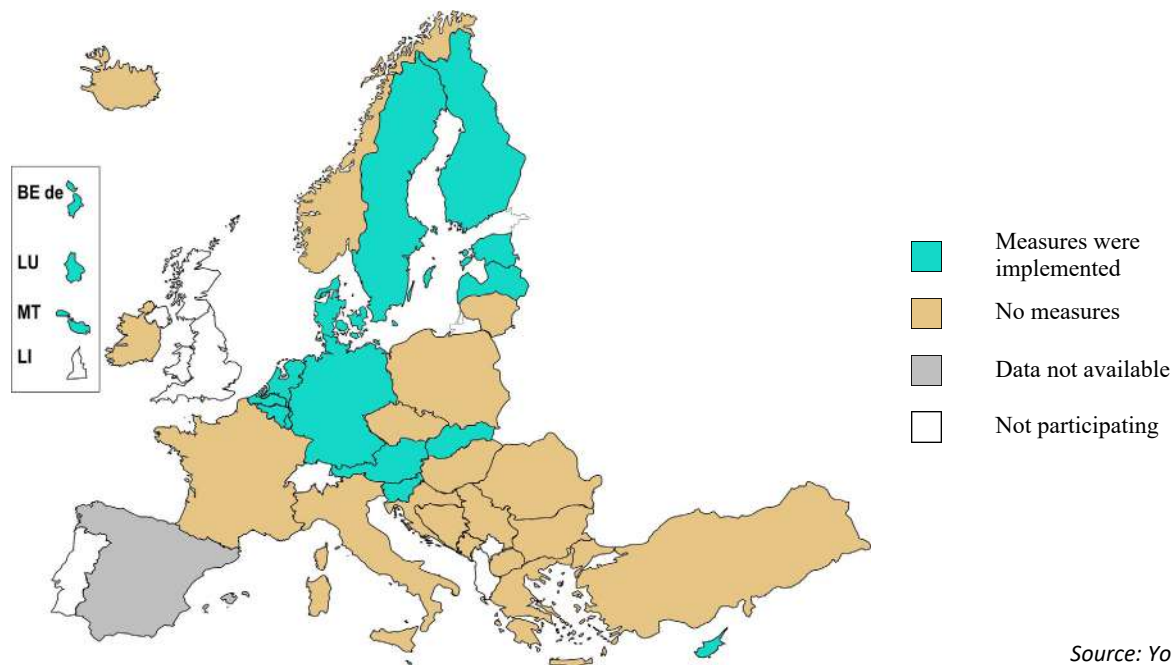 BE de
LU
MT
LI
Measures were
implemented
No measures
Data not available
Not participating
Source: Yo